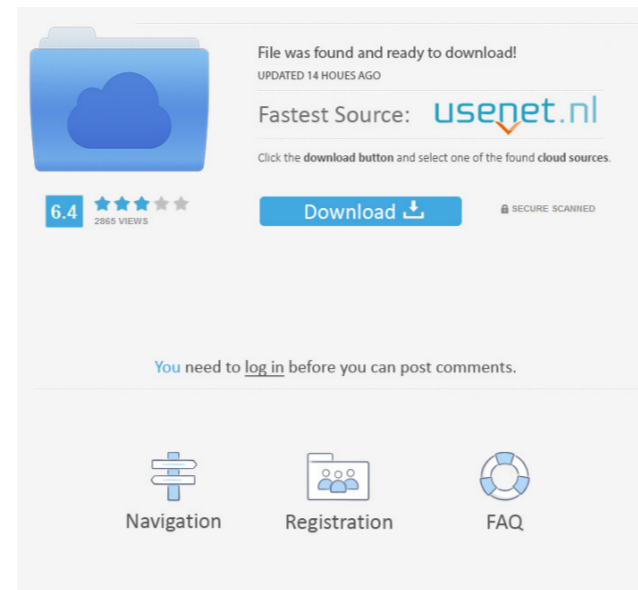 File was found and ready to download!
UPDATED 14 HOUES AGO
Fastest Source: usenet.nl
Click the download button and select one of the found cloud sources.
6.4
2865 VIEWS
Download
SECURE SCANNED
You need to log in before you can post comments.
Navigation Registration FAQ